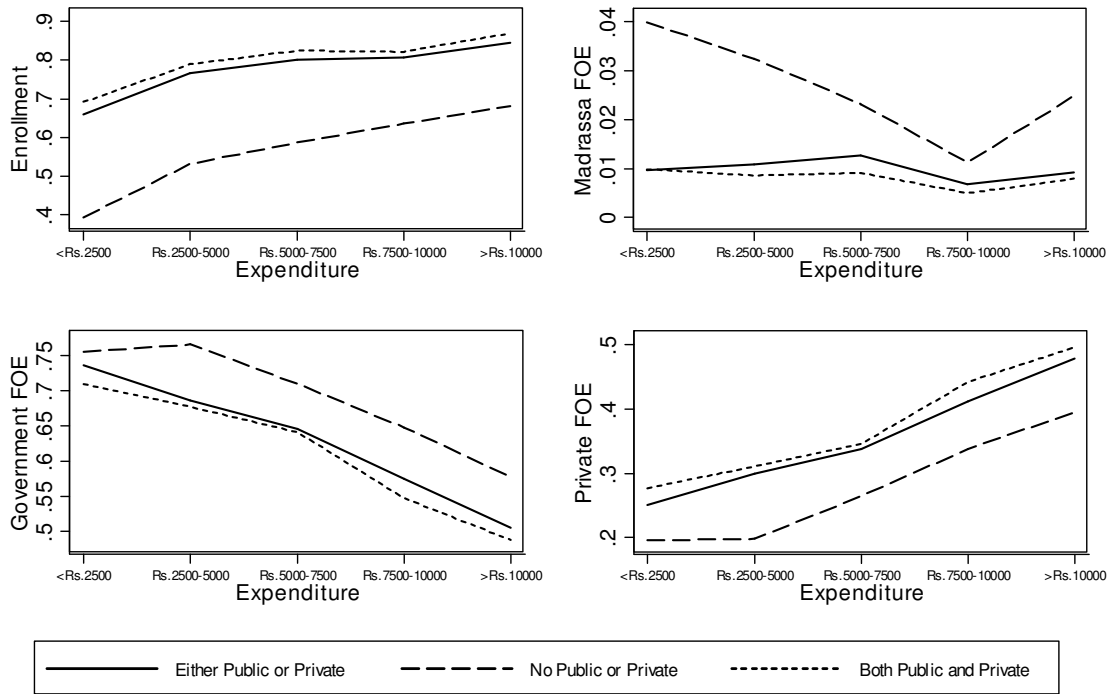 Enrollment
.9
.8
.7
.6
.5
.4
<Rs.2500 Rs.2500-5000 Rs.5000-7500 Rs.7500-10000 >Rs.10000
Expenditure
Madrassa FOE
.04
.03
.02
.01
0
<Rs.2500 Rs.2500-5000 Rs.5000-7500 Rs.7500-10000 >Rs.10000
Expenditure
Government FOE
.75
.7
.65
.6
.55
.5
<Rs.2500 Rs.2500-5000 Rs.5000-7500 Rs.7500-10000 >Rs.10000
Expenditure
Private FOE
.5
.4
.3
.2
<Rs.2500 Rs.2500-5000 Rs.5000-7500 Rs.7500-10000 >Rs.10000
Expenditure
Either Public or Private No Public or Private Both Public and Private